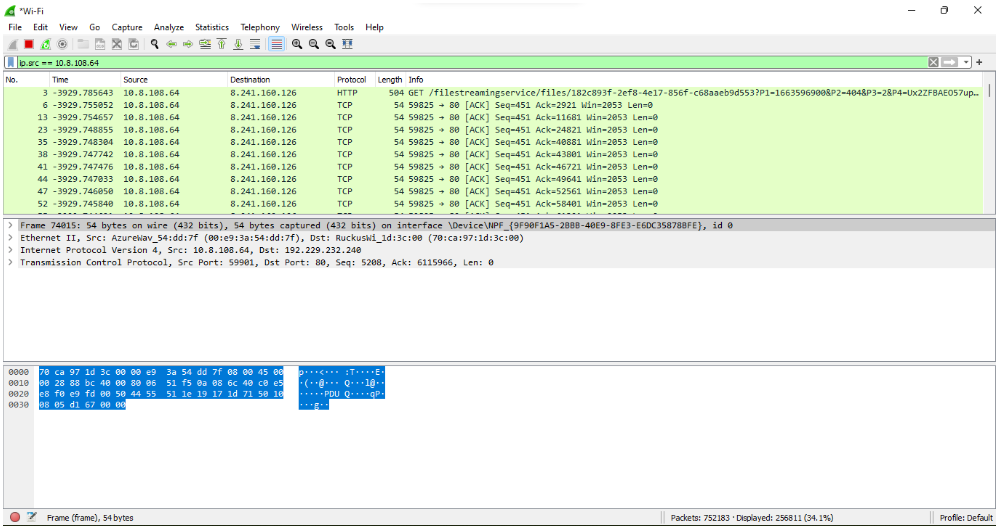 *Wi-Fi
File Edit View Go Capture Analyze Statistics Telephony Wireless Tools Help
ip.src == 10.8.108.64
No. Time Source Destination Protocol Length Info
3 -3929.785643 10.8.108.64 8.241.160.126 HTTP 504 GET /filestreamingservice/files/182c893f-2ef8-4e17-856f-c68aaeb9d553?P1=1663596900&P2=404&P3=2&P4=Ux2ZFBAEO57up…
6 -3929.755052 10.8.108.64 8.241.160.126 TCP 54 59825 → 80 [ACK] Seq=451 Ack=2921 Win=2053 Len=0
13 -3929.754657 10.8.108.64 8.241.160.126 TCP 54 59825 → 80 [ACK] Seq=451 Ack=11681 Win=2053 Len=0
23 -3929.748855 10.8.108.64 8.241.160.126 TCP 54 59825 → 80 [ACK] Seq=451 Ack=24821 Win=2053 Len=0
35 -3929.748304 10.8.108.64 8.241.160.126 TCP 54 59825 → 80 [ACK] Seq=451 Ack=40881 Win=2053 Len=0
38 -3929.747742 10.8.108.64 8.241.160.126 TCP 54 59825 → 80 [ACK] Seq=451 Ack=43801 Win=2053 Len=0
41 -3929.747476 10.8.108.64 8.241.160.126 TCP 54 59825 → 80 [ACK] Seq=451 Ack=46721 Win=2053 Len=0
44 -3929.747033 10.8.108.64 8.241.160.126 TCP 54 59825 → 80 [ACK] Seq=451 Ack=49641 Win=2053 Len=0
47 -3929.746050 10.8.108.64 8.241.160.126 TCP 54 59825 → 80 [ACK] Seq=451 Ack=52561 Win=2053 Len=0
52 -3929.745840 10.8.108.64 8.241.160.126 TCP 54 59825 → 80 [ACK] Seq=451 Ack=58401 Win=2053 Len=0
Frame 74015: 54 bytes on wire (432 bits), 54 bytes captured (432 bits) on interface \Device\NPF_{9F90F1A5-2BBB-40E9-8FE3-E6DC358788FE}, id 0
Ethernet II, Src: AzureWav_54:dd:7f (00:e9:3a:54:dd:7f), Dst: RuckusWi_1d:3c:00 (70:ca:97:1d:3c:00)
Internet Protocol Version 4, Src: 10.8.108.64, Dst: 192.229.232.240
Transmission Control Protocol, Src Port: 59901, Dst Port: 80, Seq: 5208, Ack: 6115966, Len: 0
0000 70 ca 97 1d 3c 00 00 e9 3a 54 dd 7f 08 00 45 00 p···<··· :T····E·
0010 00 28 88 bc 40 00 80 06 51 f5 0a 08 6c 40 c0 e5 ·(··@··· Q···l@··
0020 e8 f0 e9 fd 00 50 44 55 51 1e 19 17 1d 71 50 10 ·····PDU Q····qP·
0030 08 05 d1 67 00 00 ···g··
Frame (frame), 54 bytes Packets: 752183 · Displayed: 256811 (34.1%) Profile: Default